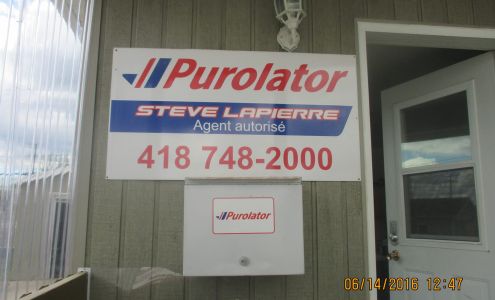 Purolator
STEVE LAPIERRE
Agent autorisé
418 748-2000
Purolator
06/14/2016 12:47